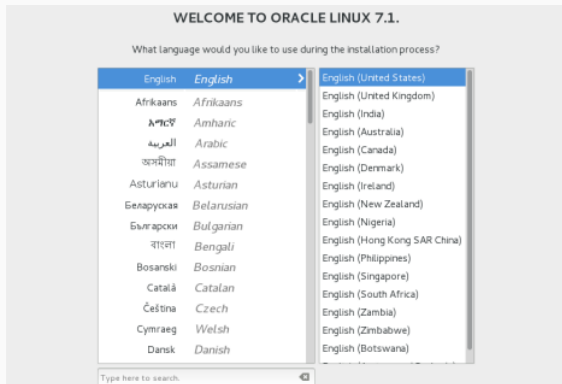 WELCOME TO ORACLE LINUX 7.1.
What language would you like to use during the installation process?
English English
Afrikaans Afrikaans
አማርኛ Amharic
العربية Arabic
অসমীয়া Assamese
Asturianu Asturian
Беларуская Belarusian
Български Bulgarian
বাংলা Bengali
Bosanski Bosnian
Català Catalan
Čeština Czech
Cymraeg Welsh
Dansk Danish
Type here to search.
English (United States)
English (United Kingdom)
English (India)
English (Australia)
English (Canada)
English (Denmark)
English (Ireland)
English (New Zealand)
English (Nigeria)
English (Hong Kong SAR China)
English (Philippines)
English (Singapore)
English (South Africa)
English (Zambia)
English (Zimbabwe)
English (Botswana)